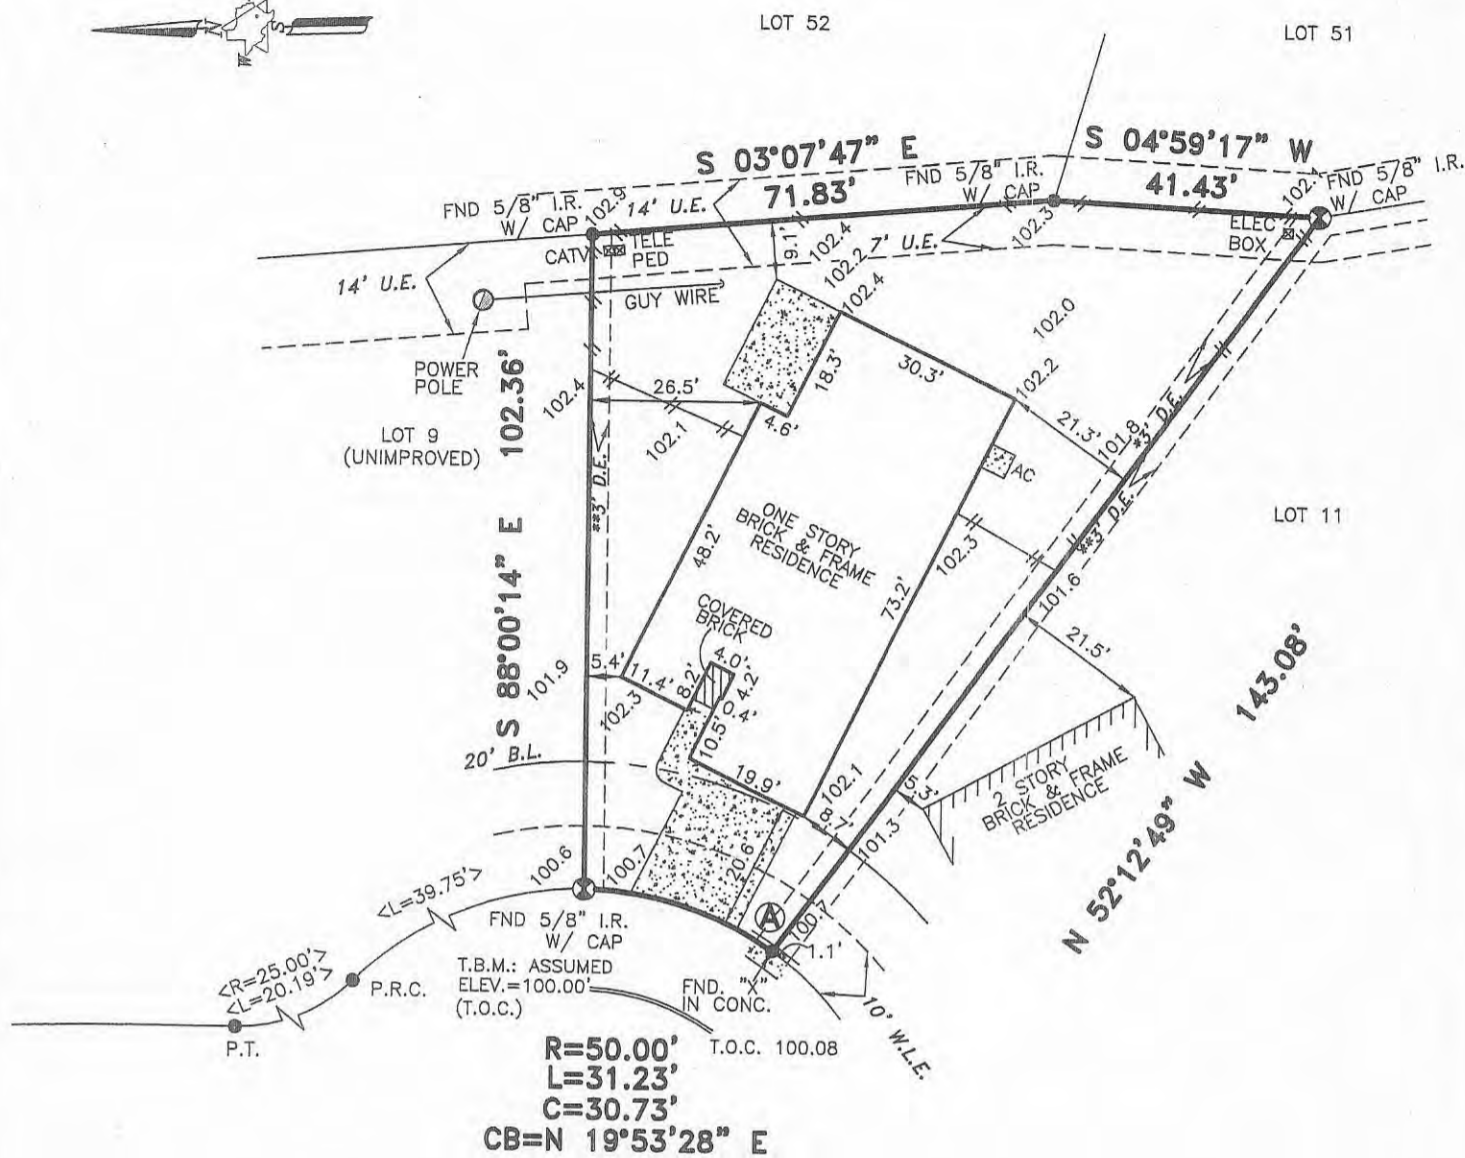 N
S
W
LOT 52
LOT 51
S 03°07'47" E
71.83'
S 04°59'17" W
41.43'
FND 5/8" I.R.
W/ CAP
102.9
14' U.E.
FND 5/8" I.R.
W/ CAP
102.3
FND 5/8" I.R.
W/ CAP
ELEC
BOX
CATV
TELE
PED
9.1'
102.4
102.2
102.4
7' U.E.
14' U.E.
GUY WIRE
POWER
POLE
102.0
30.3'
18.3'
102.2
26.5'
4.6'
102.4
102.1
S 88°00'14" E 102.36'
LOT 9
(UNIMPROVED)
**3' D.E.
21.3'
101.8
*3' D.E.
**3' D.E.
AC
LOT 11
ONE STORY
BRICK & FRAME
RESIDENCE
48.2'
73.2'
102.3
101.6
21.5'
COVERED
BRICK
4.0'
8.2'
4.2'
0.4'
5.4'
11.4'
101.9
102.3
10.5'
19.9'
20' B.L.
102.1
8.7'
5.3'
101.3
2 STORY
BRICK & FRAME
RESIDENCE
N 52°12'49" W 143.08'
20.6'
100.6
100.7
A
100.7
1.1'
<L=39.75'>
FND 5/8" I.R.
W/ CAP
T.B.M.: ASSUMED
ELEV.=100.00'
(T.O.C.)
FND. "X"
IN CONC.
10' W.L.E.
<R=25.00'>
<L=20.19'>
P.R.C.
P.T.
T.O.C. 100.08
R=50.00'
L=31.23'
C=30.73'
CB=N 19°53'28" E